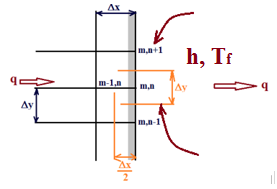 Δx
m,n+1
h, Tf
q
m-1,n
m,n
Δy
q
Δy
m,n-1
Δx
2